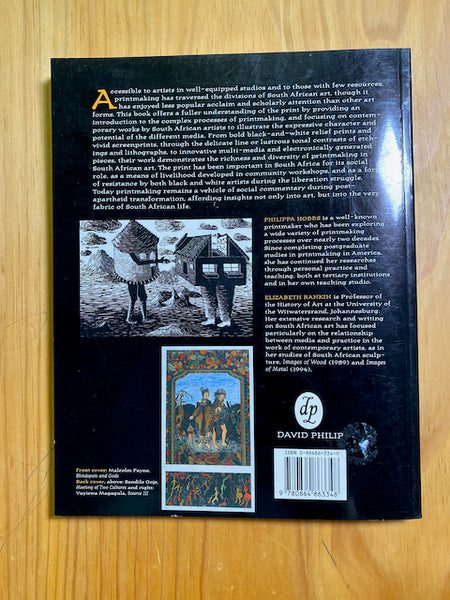 Accessible to artists in well-equipped studios and to those with few resources,
printmaking has traversed the divisions of South African art, though it
has enjoyed less popular acclaim and scholarly attention than other art
forms. This book offers a fuller understanding of the print by providing an
introduction to the complex processes of printmaking, and focusing on contem-
porary works by South African artists to illustrate the expressive character and
potential of the different media. From bold black-and-white relief prints and
vivid screenprints, through the delicate line or lustrous tonal contrasts of etch-
ings and lithographs, to innovative multi-media and electronically generated
pieces, their work demonstrates the richness and diversity of printmaking in
South African art. The print has been important in South Africa for its social
role, as a means of livelihood developed in community workshops, and as a form
of resistance by both black and white artists during the liberation struggle.
Today printmaking remains a vehicle of social commentary during post-
apartheid transformation, affording insights not only into art, but into the very
fabric of South African life.
PHILIPPA HOBBS is a well-known
printmaker who has been exploring
a wide variety of printmaking
processes over nearly two decades.
Since completing postgraduate
studies in printmaking in America,
she has continued her researches
through personal practice and
teaching, both at tertiary institutions
and in her own teaching studio.
ELIZABETH RANKIN is Professor of
the History of Art at the University of
the Witwatersrand, Johannesburg.
Her extensive research and writing
on South African art has focused
particularly on the relationship
between media and practice in the
work of contemporary artists, as in
her studies of South African sculp-
ture, Images of Wood (1989) and Images
of Metal (1994).
dp
DAVID PHILIP
ISBN 0-86486-334-9
9 780864 863348
Front cover: Malcolm Payne,
Blindspots and Gods
Back cover, above: Sandile Goje,
Meeting of Two Cultures and right:
Vuyiswa Magagula, Source III